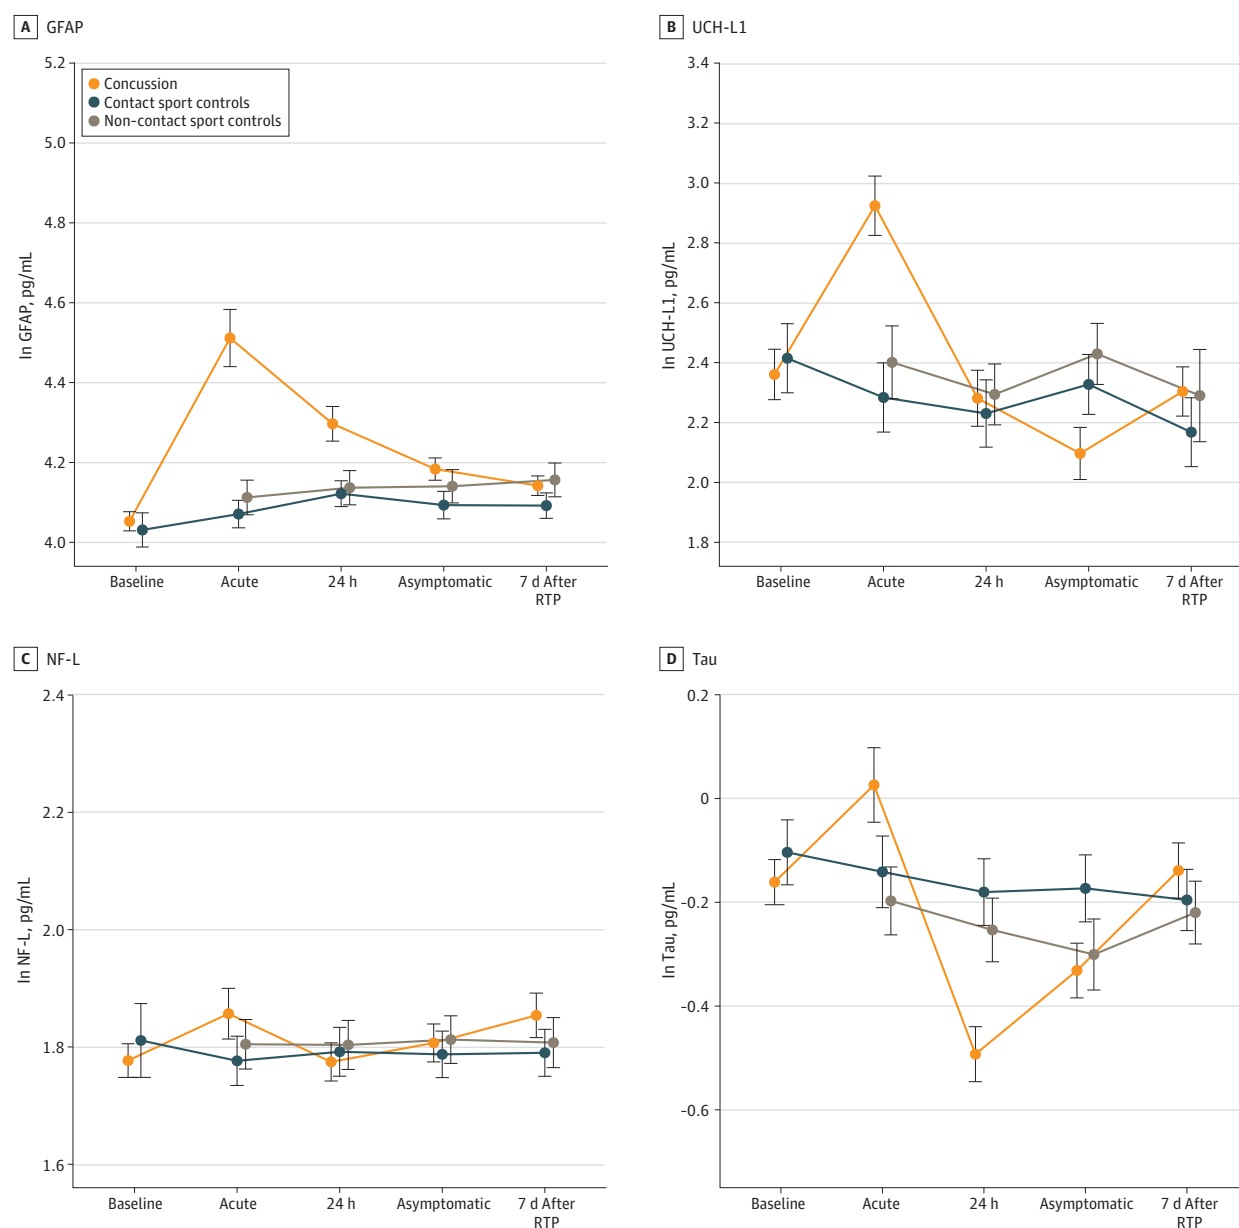 A GFAP
5.2
5.0
4.8
4.6
4.4
4.2
4.0
ln GFAP, pg/mL
Concussion
Contact sport controls
Non-contact sport controls
Baseline Acute 24 h Asymptomatic 7 d After
RTP
B UCH-L1
3.4
3.2
3.0
2.8
2.6
2.4
2.2
2.0
1.8
ln UCH-L1, pg/mL
Baseline Acute 24 h Asymptomatic 7 d After
RTP
C NF-L
2.4
2.2
2.0
1.8
1.6
ln NF-L, pg/mL
Baseline Acute 24 h Asymptomatic 7 d After
RTP
D Tau
0.2
0
-0.2
-0.4
-0.6
ln Tau, pg/mL
Baseline Acute 24 h Asymptomatic 7 d After
RTP